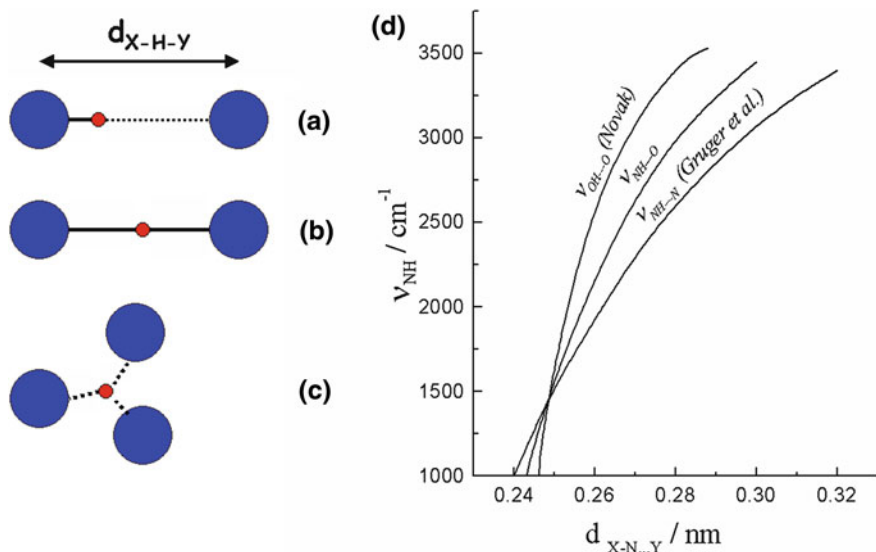 d X-H-Y
(a)
(b)
(c)
(d)
3500
3000
2500
2000
1500
1000
ν NH / cm -1
ν OH---O (Novak)
ν NH---O
ν NH---N (Gruger et al.)
0.24 0.26 0.28 0.30 0.32
d X-N...Y / nm